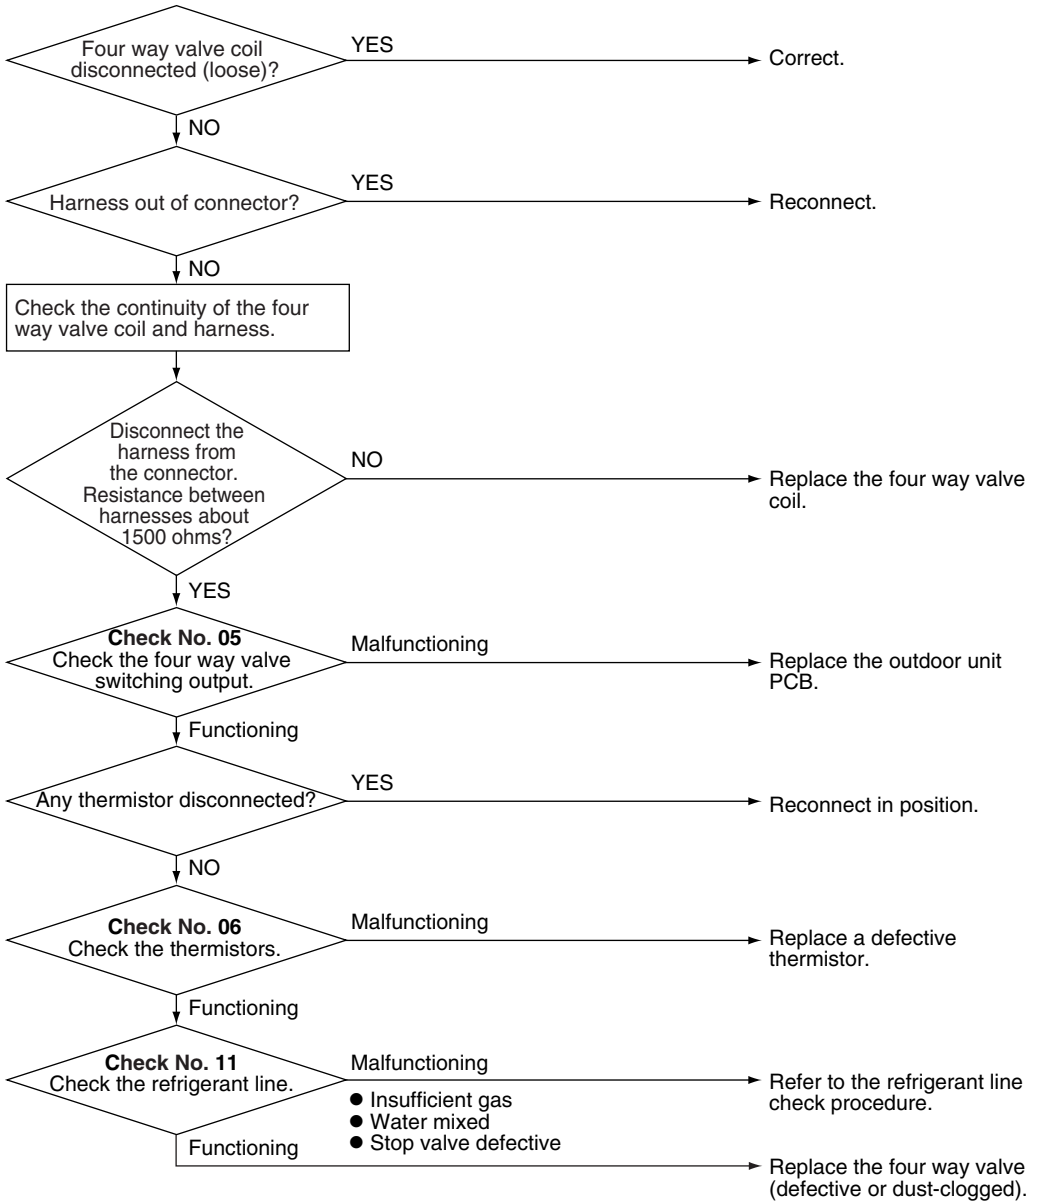 Four way valve coil
disconnected (loose)?
YES
Correct.
NO
Harness out of connector?
YES
Reconnect.
NO
Check the continuity of the four
way valve coil and harness.
Disconnect the
harness from
the connector.
Resistance between
harnesses about
1500 ohms?
NO
Replace the four way valve
coil.
YES
Check No. 05
Check the four way valve
switching output.
Malfunctioning
Replace the outdoor unit
PCB.
Functioning
Any thermistor disconnected?
YES
Reconnect in position.
NO
Check No. 06
Check the thermistors.
Malfunctioning
Replace a defective
thermistor.
Functioning
Check No. 11
Check the refrigerant line.
Malfunctioning
● Insufficient gas
● Water mixed
● Stop valve defective
Refer to the refrigerant line
check procedure.
Functioning
Replace the four way valve
(defective or dust-clogged).